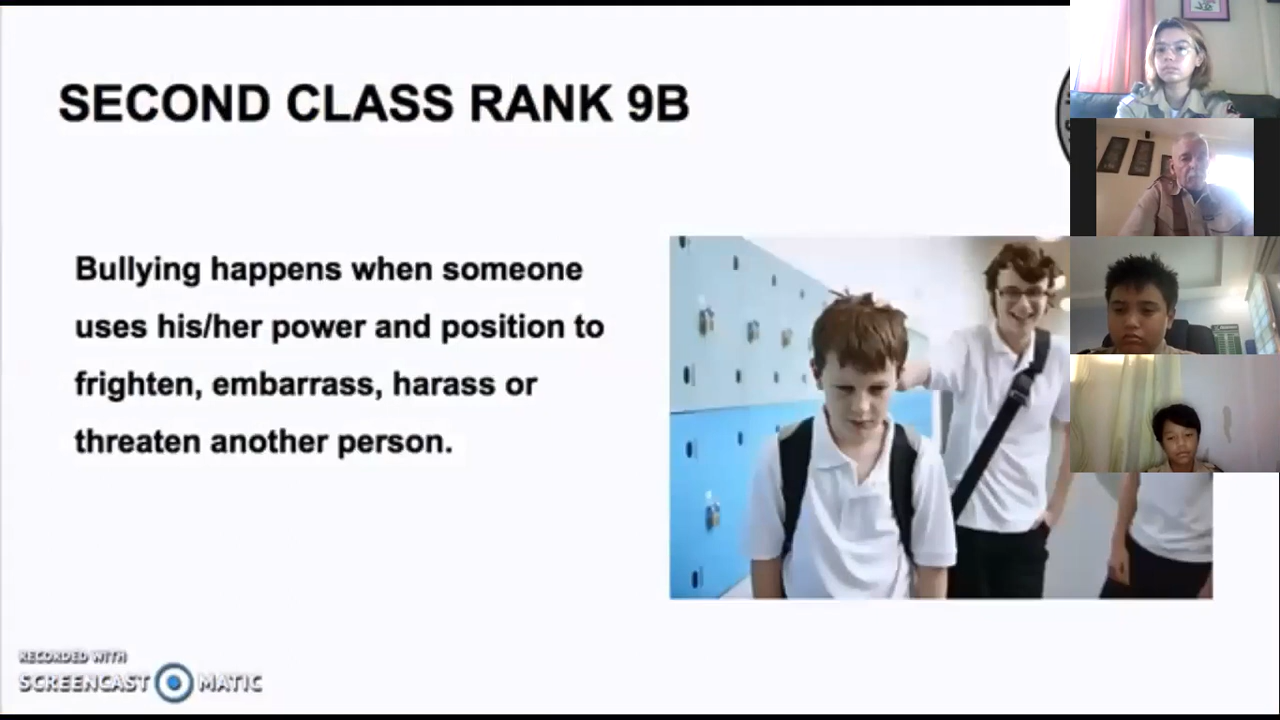 SECOND CLASS RANK 9B
Bullying happens when someone
uses his/her power and position to
frighten, embarrass, harass or
threaten another person.
RECORDED WITH
SCREENCAST MATIC